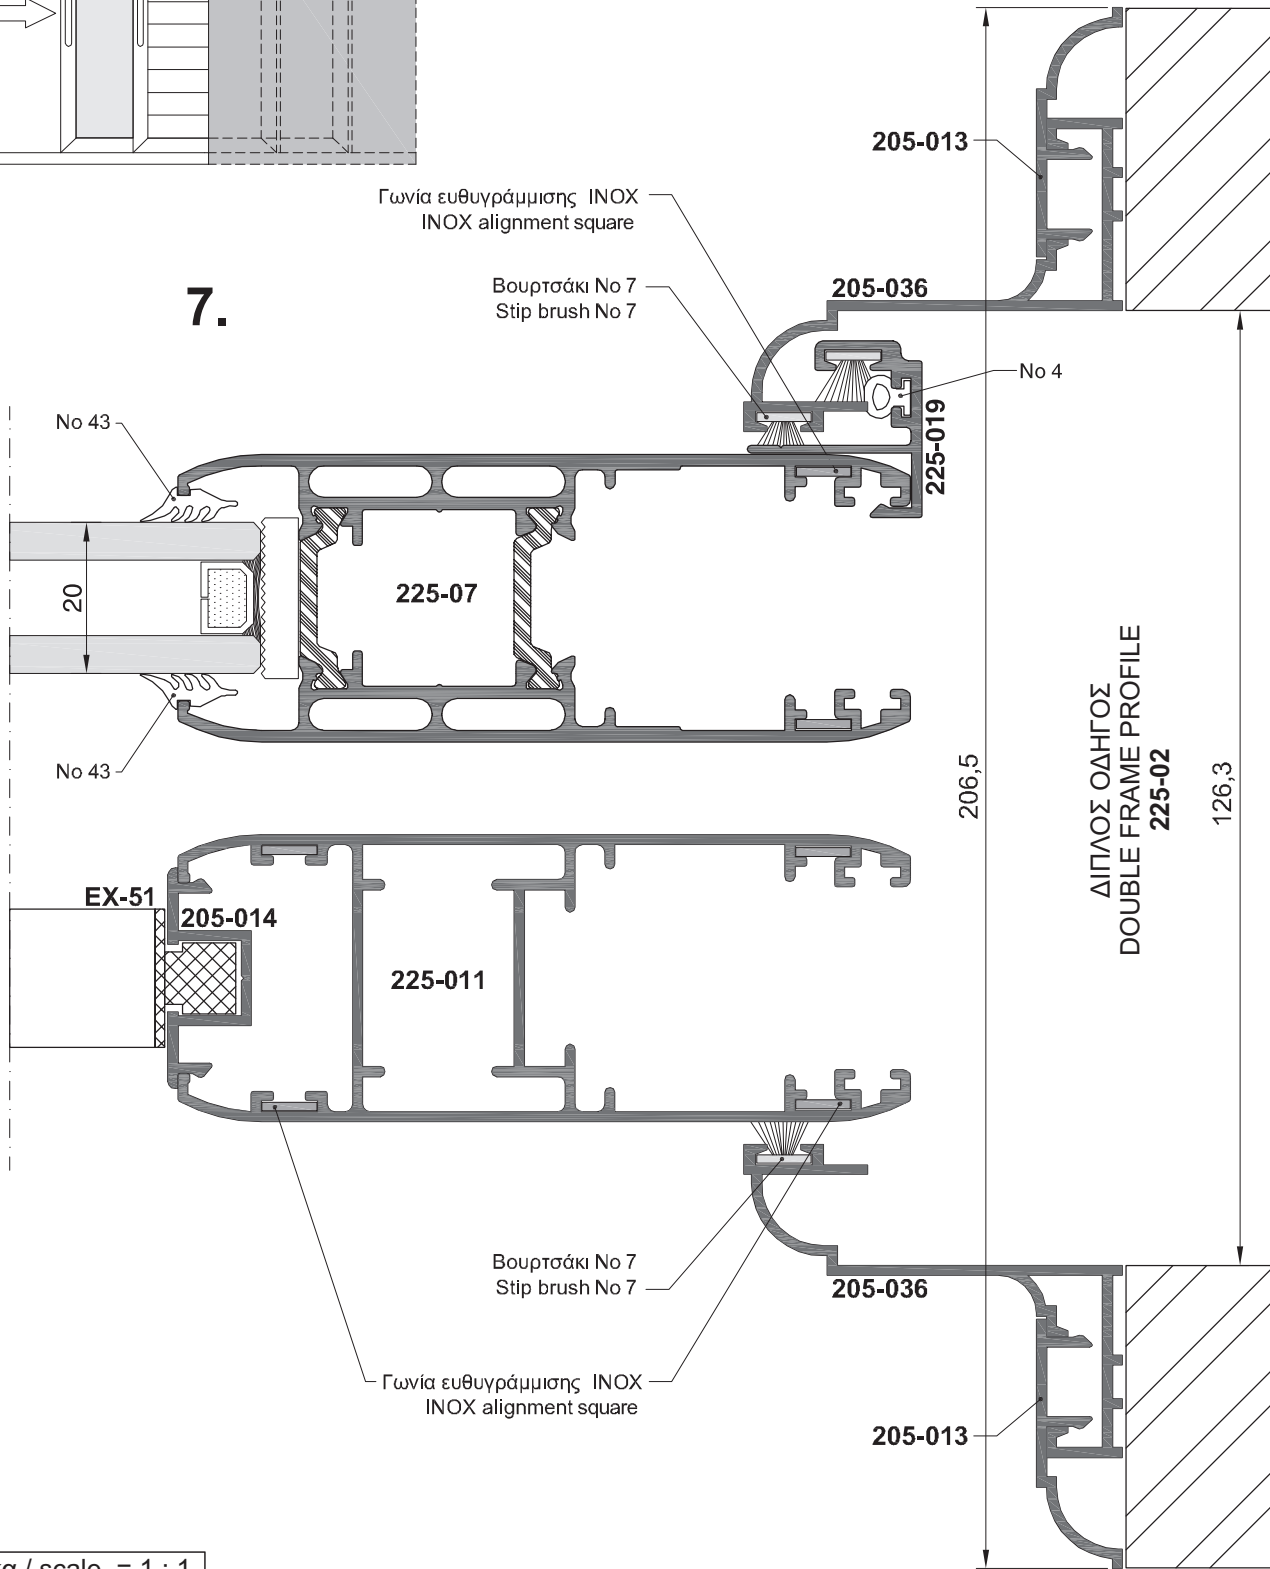 205-013
Γωνία ευθυγράμμισης INOX
INOX alignment square
Βουρτσάκι No 7
Stip brush No 7
205-036
7.
No 4
225-019
No 43
20
225-07
No 43
206,5
ΔΙΠΛΟΣ ΟΔΗΓΟΣ
DOUBLE FRAME PROFILE
225-02
126,3
EX-51
205-014
225-011
Βουρτσάκι No 7
Stip brush No 7
205-036
Γωνία ευθυγράμμισης INOX
INOX alignment square
205-013
/ scale = 1 : 1